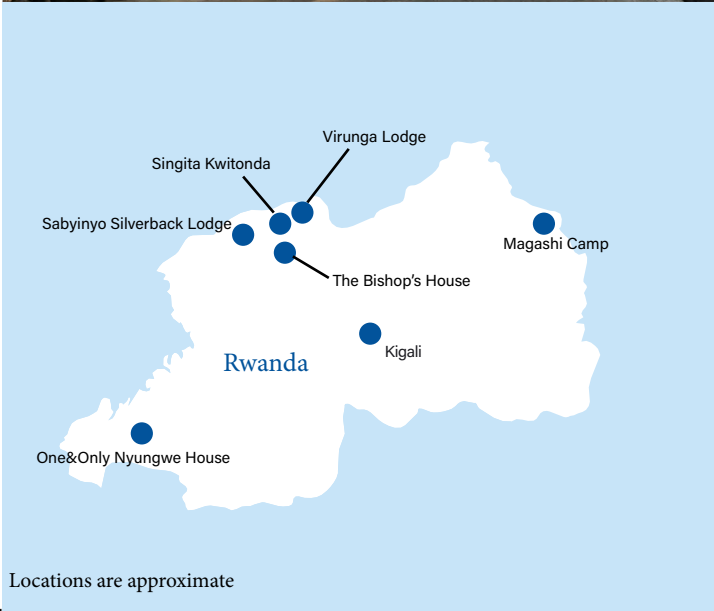 Virunga Lodge
Singita Kwitonda
Sabyinyo Silverback Lodge
Magashi Camp
The Bishop’s House
Kigali
Rwanda
One&Only Nyungwe House
Locations are approximate